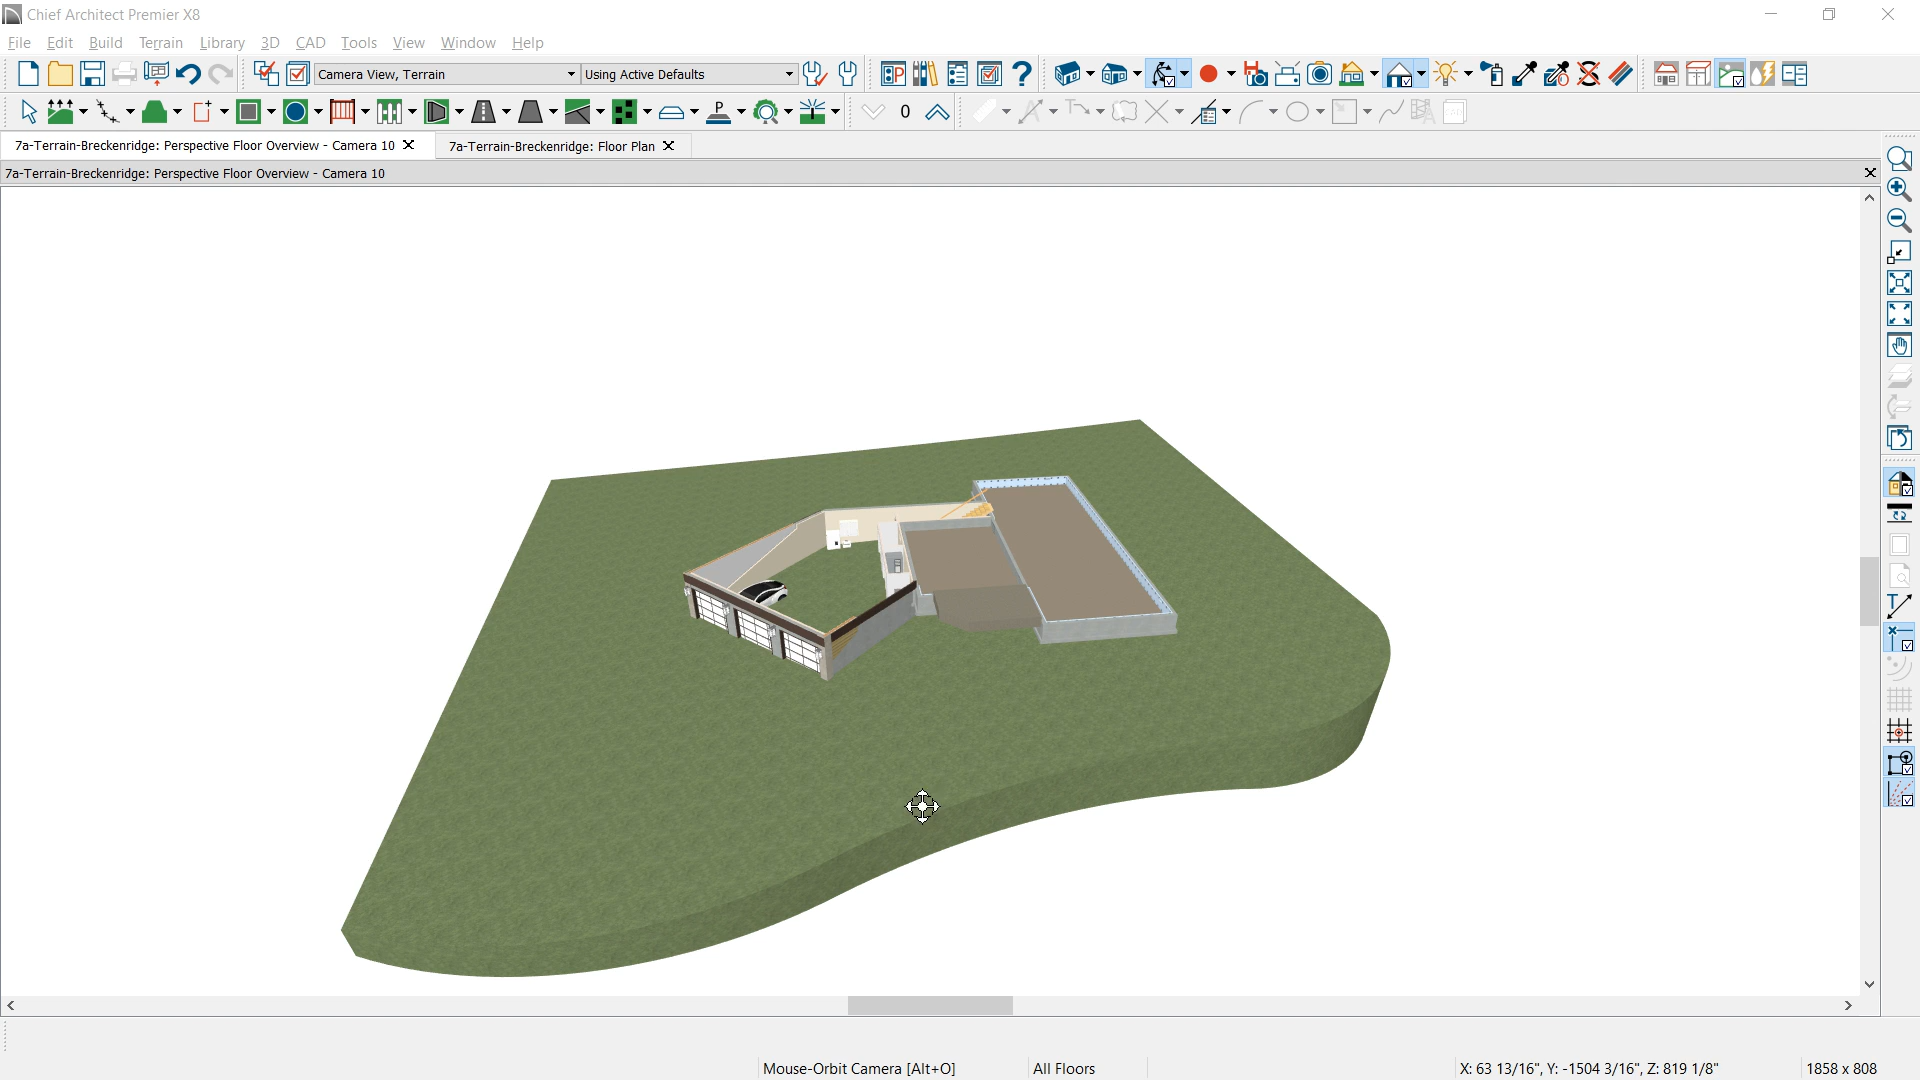 Chief Architect Premier X8
File Edit Build Terrain Library 3D CAD Tools View Window Help
Camera View, Terrain Using Active Defaults
0
7a-Terrain-Breckenridge: Perspective Floor Overview - Camera 10 7a-Terrain-Breckenridge: Floor Plan
7a-Terrain-Breckenridge: Perspective Floor Overview - Camera 10
Mouse-Orbit Camera [Alt+O] All Floors X: 63 13/16", Y: -1504 3/16", Z: 819 1/8" 1858 x 808